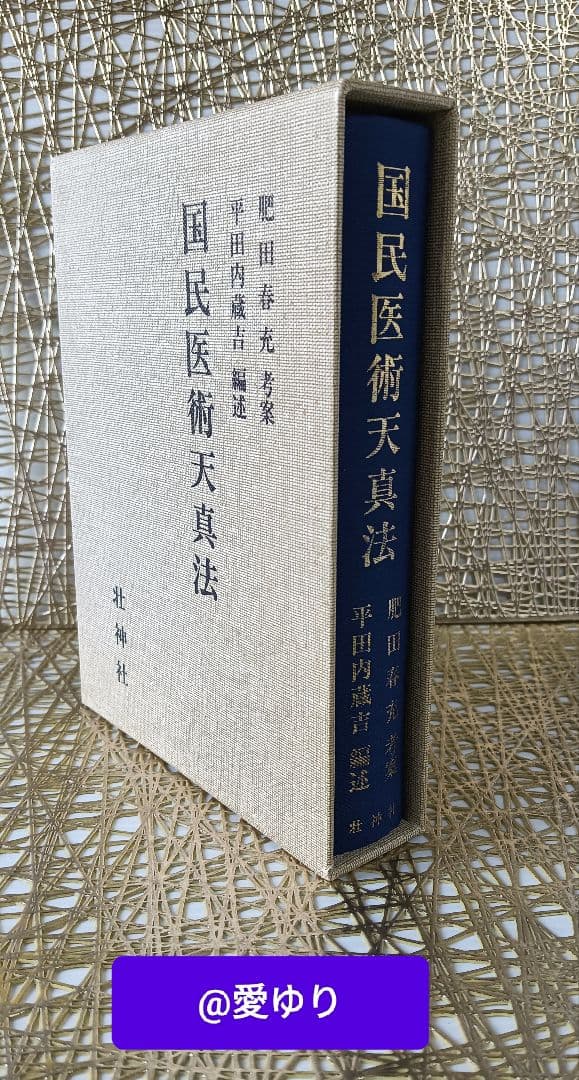 肥田春充 考案
平田内蔵吉 編述
国民医術天真法
壮神社
国民医術天真法
肥田春充 考案
平田内蔵吉 編述
壮神社
@愛ゆり